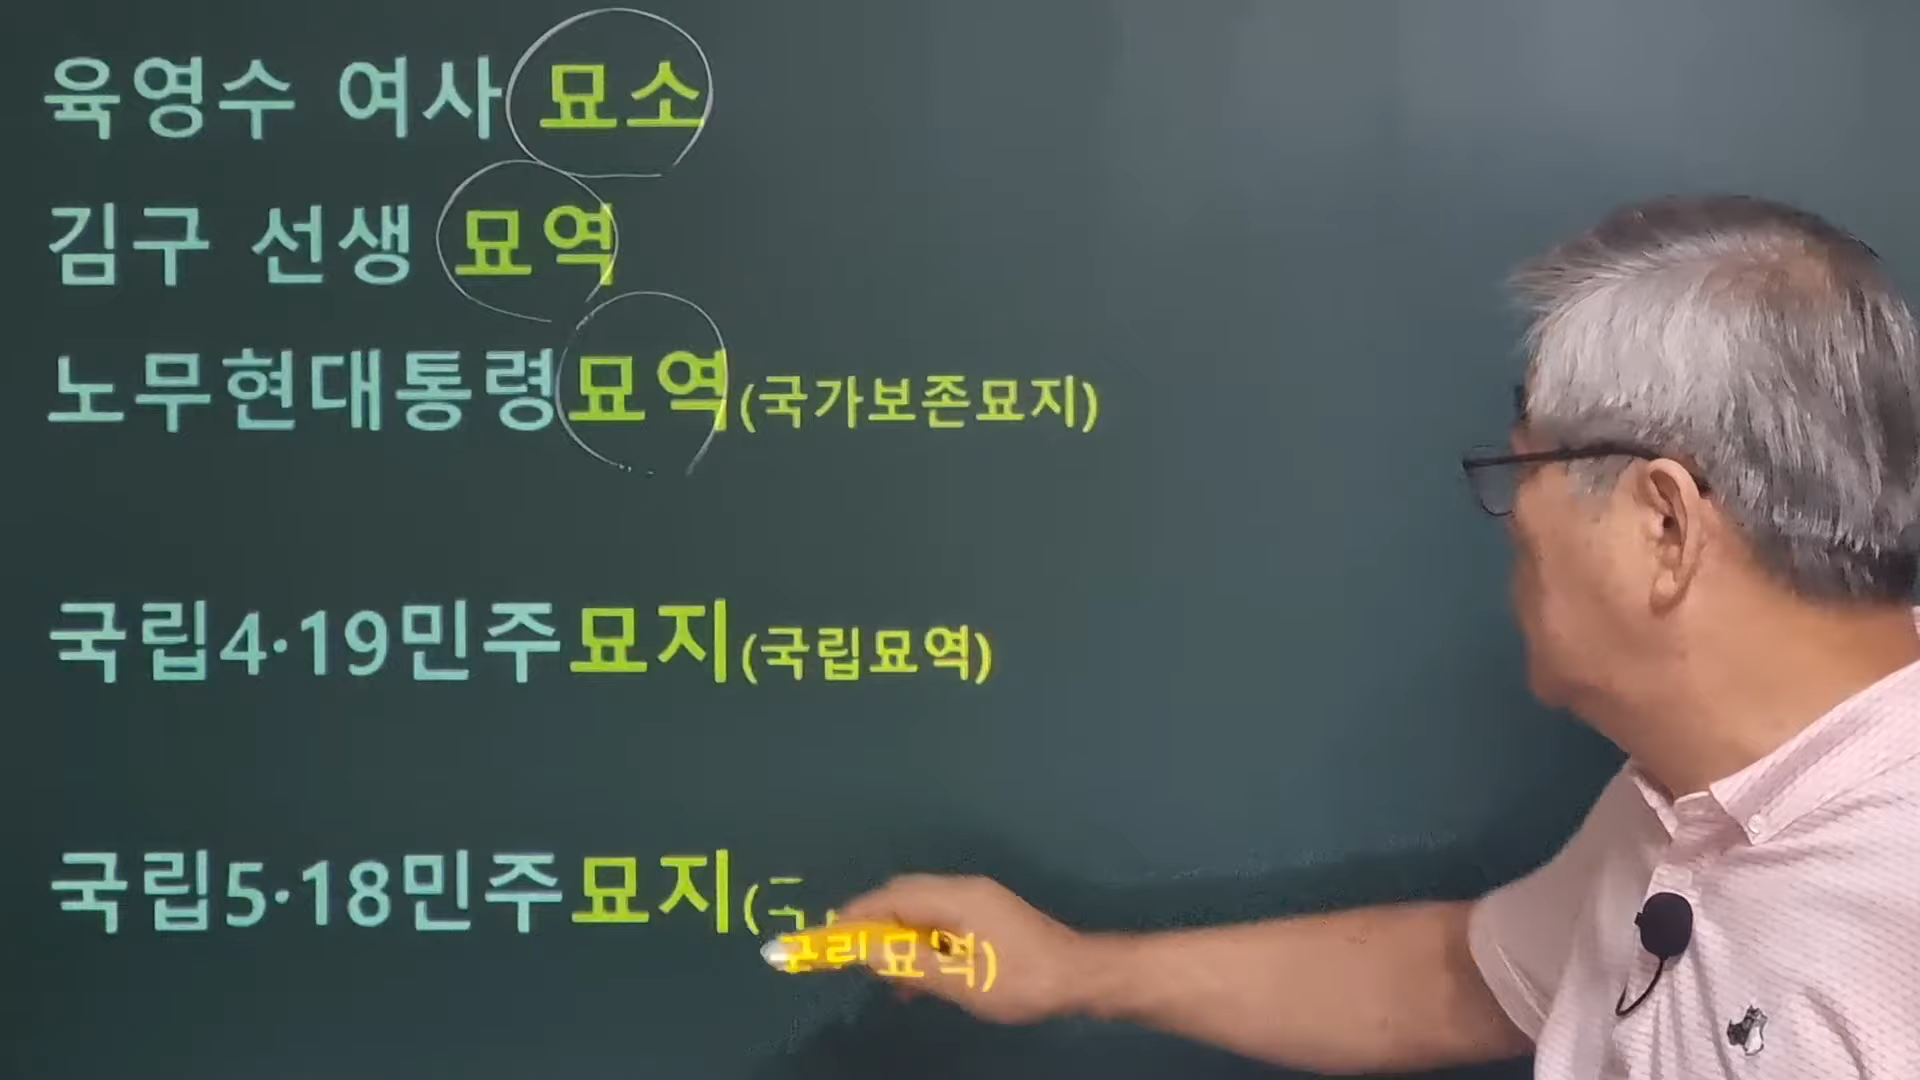 육영수 여사 묘소
김구 선생 묘역
노무현대통령묘역(국가보존묘지)
국립4·19민주묘지(국립묘역)
국립5·18민주묘지(국립묘역)